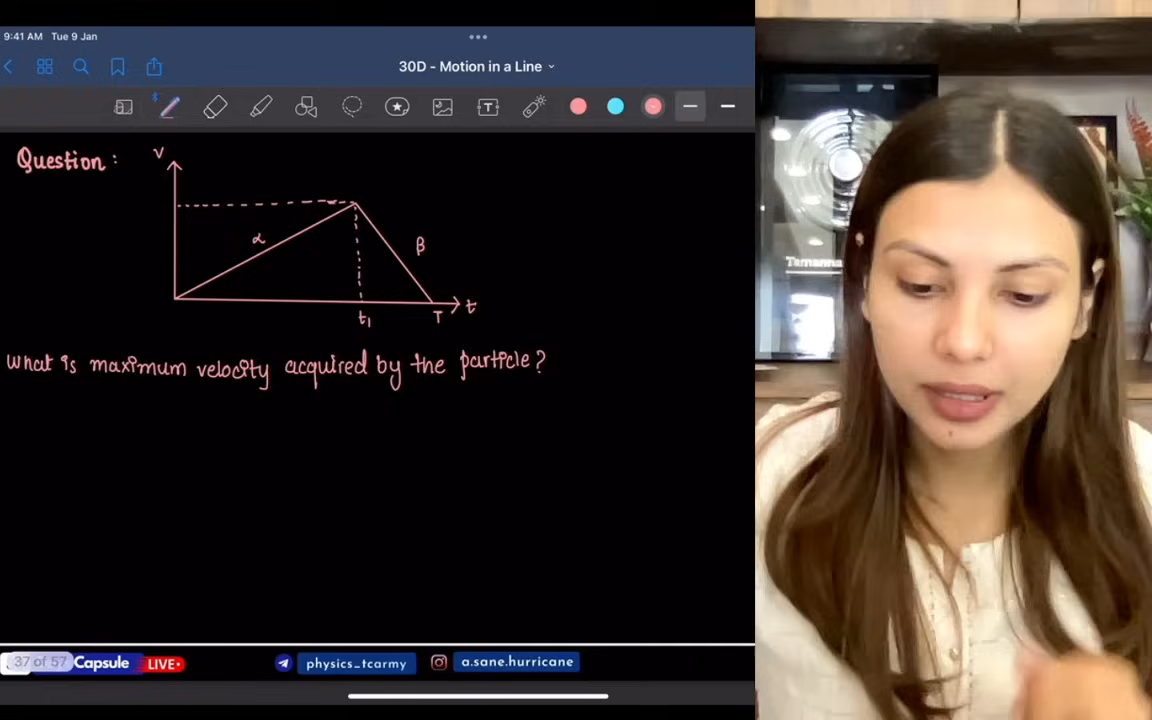 9:41 AM Tue 9 Jan
30D - Motion in a Line
Question:
v
α
β
t
t₁
T
What is maximum velocity acquired by the particle?
37 of 57
Capsule
LIVE
physics_tcarmy
a.sane.hurricane
Tamanna